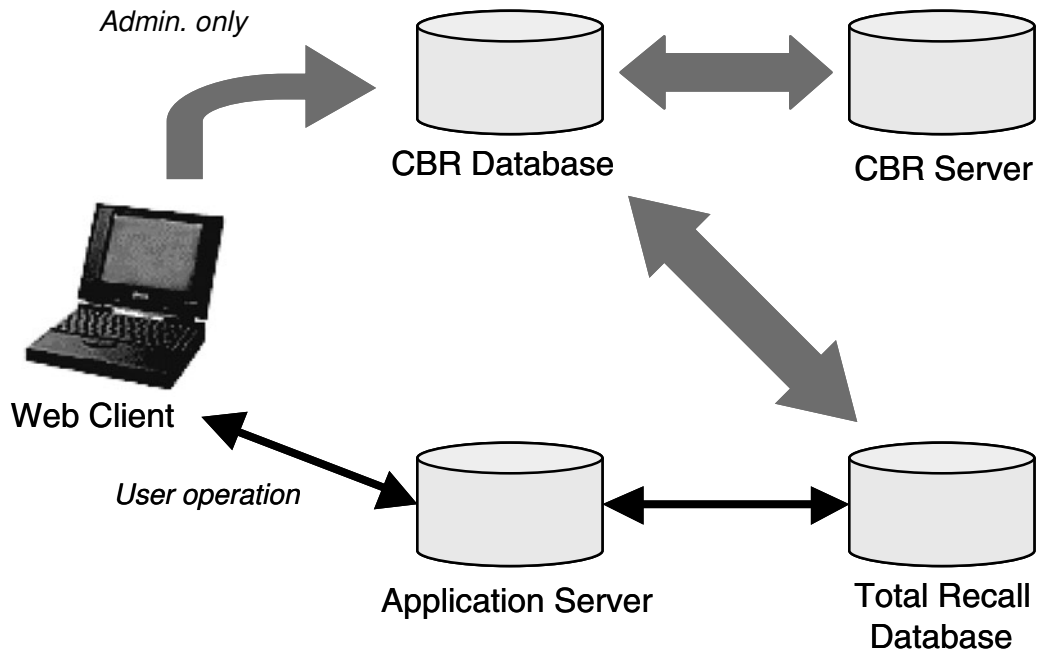 Admin. only
CBR Database
CBR Server
Web Client
User operation
Application Server
Total Recall
Database